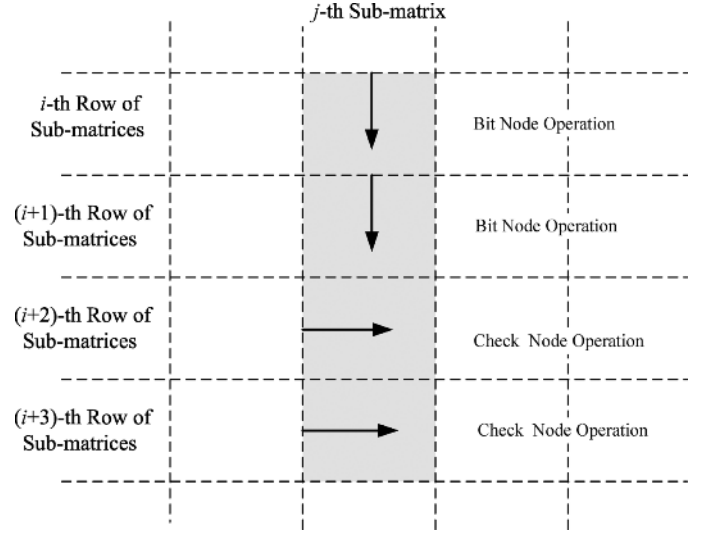 j-th Sub-matrix
i-th Row of
Sub-matrices
Bit Node Operation
(i+1)-th Row of
Sub-matrices
Bit Node Operation
(i+2)-th Row of
Sub-matrices
Check Node Operation
(i+3)-th Row of
Sub-matrices
Check Node Operation